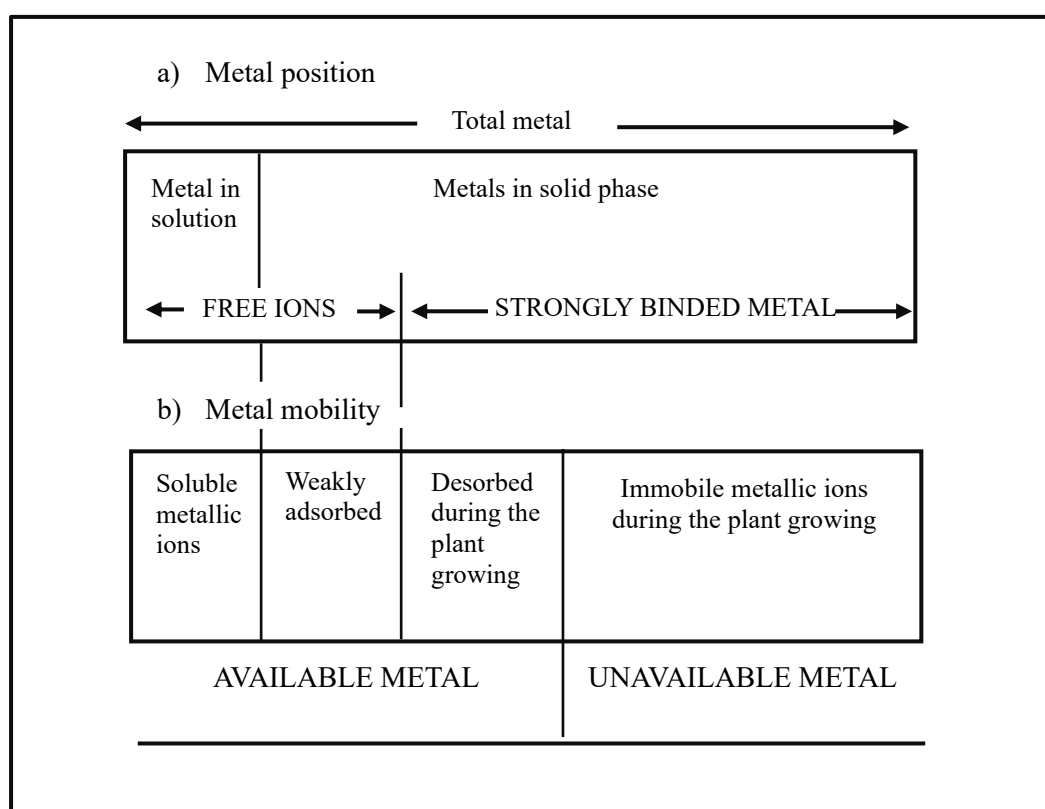 a) Metal position
Total metal
Metal in
solution
Metals in solid phase
FREE IONS
STRONGLY BINDED METAL
b) Metal mobility
Soluble
metallic
ions
Weakly
adsorbed
Desorbed
during the
plant
growing
Immobile metallic ions
during the plant growing
AVAILABLE METAL
UNAVAILABLE METAL